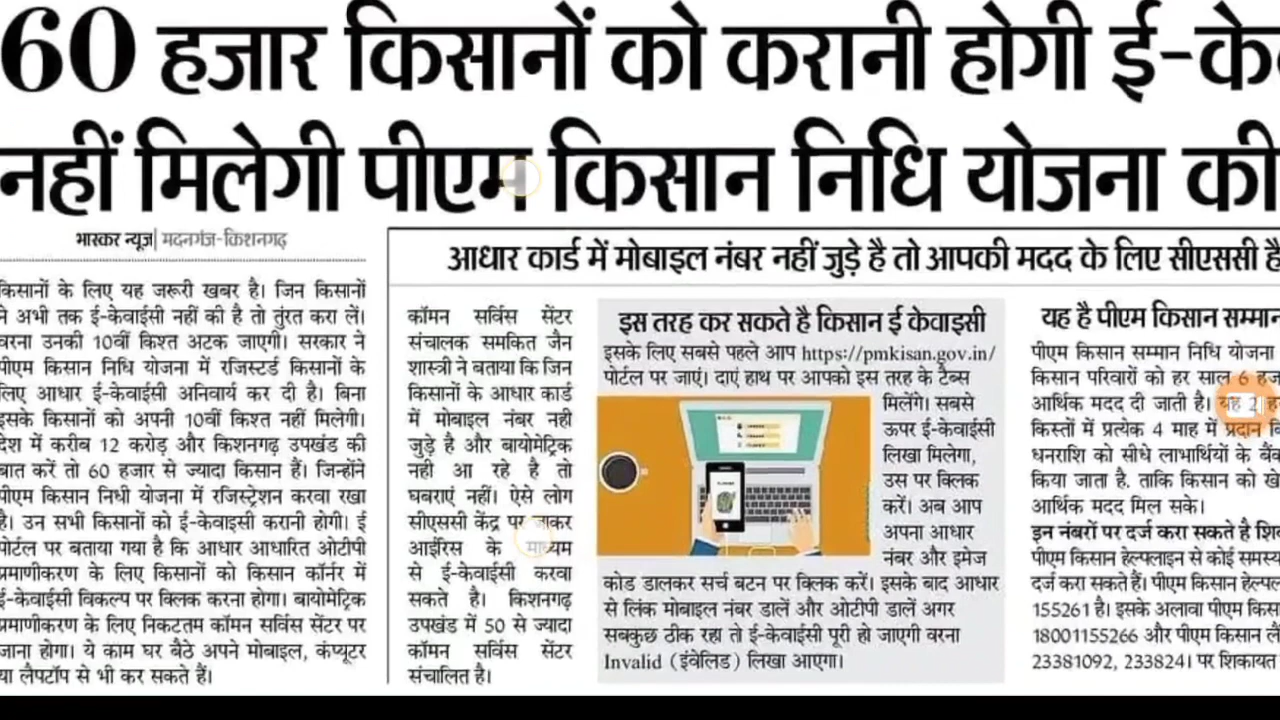 60 हजार किसानों को करानी होगी
नहीं मिलेगी पीएम किसान निधि योजना की
भास्कर न्यूज| मदनगंज-किशनगढ़
किसानों के लिए यह जरूरी खबर है। जिन किसानों
ने अभी तक ई-केवाईसी नहीं की है तो तुंरत करा लें।
वरना उनकी 10वीं किश्त अटक जाएगी। सरकार ने
पीएम किसान निधि योजना में रजिस्टर्ड किसानों के
लिए आधार ई-केवाईसी अनिवार्य कर दी है। बिना
इसके किसानों को अपनी 10वीं किश्त नहीं मिलेगी।
देश में करीब 12 करोड़ और किशनगढ़ उपखंड की
बात करें तो 60 हजार से ज्यादा किसान हैं। जिन्होंने
पीएम किसान निधी योजना में रजिस्ट्रेशन करवा रखा
है। उन सभी किसानों को ई-केवाइसी करानी होगी। ई
पोर्टल पर बताया गया है कि आधार आधारित ओटीपी
प्रमाणीकरण के लिए किसानों को किसान कॉर्नर में
ई-केवाईसी विकल्प पर क्लिक करना होगा। बायोमेट्रिक
प्रमाणीकरण के लिए निकटतम कॉमन सर्विस सेंटर पर
जाना होगा। ये काम घर बैठे अपने मोबाइल, कंप्यूटर
या लैपटॉप से भी कर सकते हैं।
आधार कार्ड में मोबाइल नंबर नहीं जुड़े है तो आपकी मदद के लिए सीएससी
कॉमन सर्विस सेंटर
संचालक समकित जैन
शास्त्री ने बताया कि जिन
किसानों के आधार कार्ड
में मोबाइल नंबर नही
जुड़े है और बायोमेट्रिक
नही आ रहे है तो
घबराएं नहीं। ऐसे लोग
सीएससी केंद्र पर जाकर
आईरिस के माध्यम
से ई-केवाईसी करवा
सकते है। किशनगढ़
उपखंड में 50 से ज्यादा
कॉमन सर्विस सेंटर
संचालित है।
इस तरह कर सकते है किसान ई केवाइसी
इसके लिए सबसे पहले आप https://pmkisan.gov.in/
पोर्टल पर जाएं। दाएं हाथ पर आपको इस तरह के टैब्स
मिलेंगे। सबसे
ऊपर ई-केवाईसी
लिखा मिलेगा,
उस पर क्लिक
करें। अब आप
अपना आधार
नंबर और इमेज
कोड डालकर सर्च बटन पर क्लिक करें। इसके बाद आधार
से लिंक मोबाइल नंबर डालें और ओटीपी डालें अगर
सबकुछ ठीक रहा तो ई-केवाईसी पूरी हो जाएगी वरना
Invalid (इंवेलिड) लिखा आएगा।
यह है पीएम किसान सम्मान
पीएम किसान सम्मान निधि योजना
किसान परिवारों को हर साल 6
आर्थिक मदद दी जाती है। यह 2
किस्तों में प्रत्येक 4 माह में प्रदान
धनराशि को सीधे लाभार्थियों के
किया जाता है. ताकि किसान को
आर्थिक मदद मिल सके।
इन नंबरों पर दर्ज करा सकते है
पीएम किसान हेल्पलाइन से कोई
दर्ज करा सकते हैं। पीएम किसान
155261 है। इसके अलावा पीएम
18001155266 और पीएम किसान
23381092, 233824। पर शिकायत